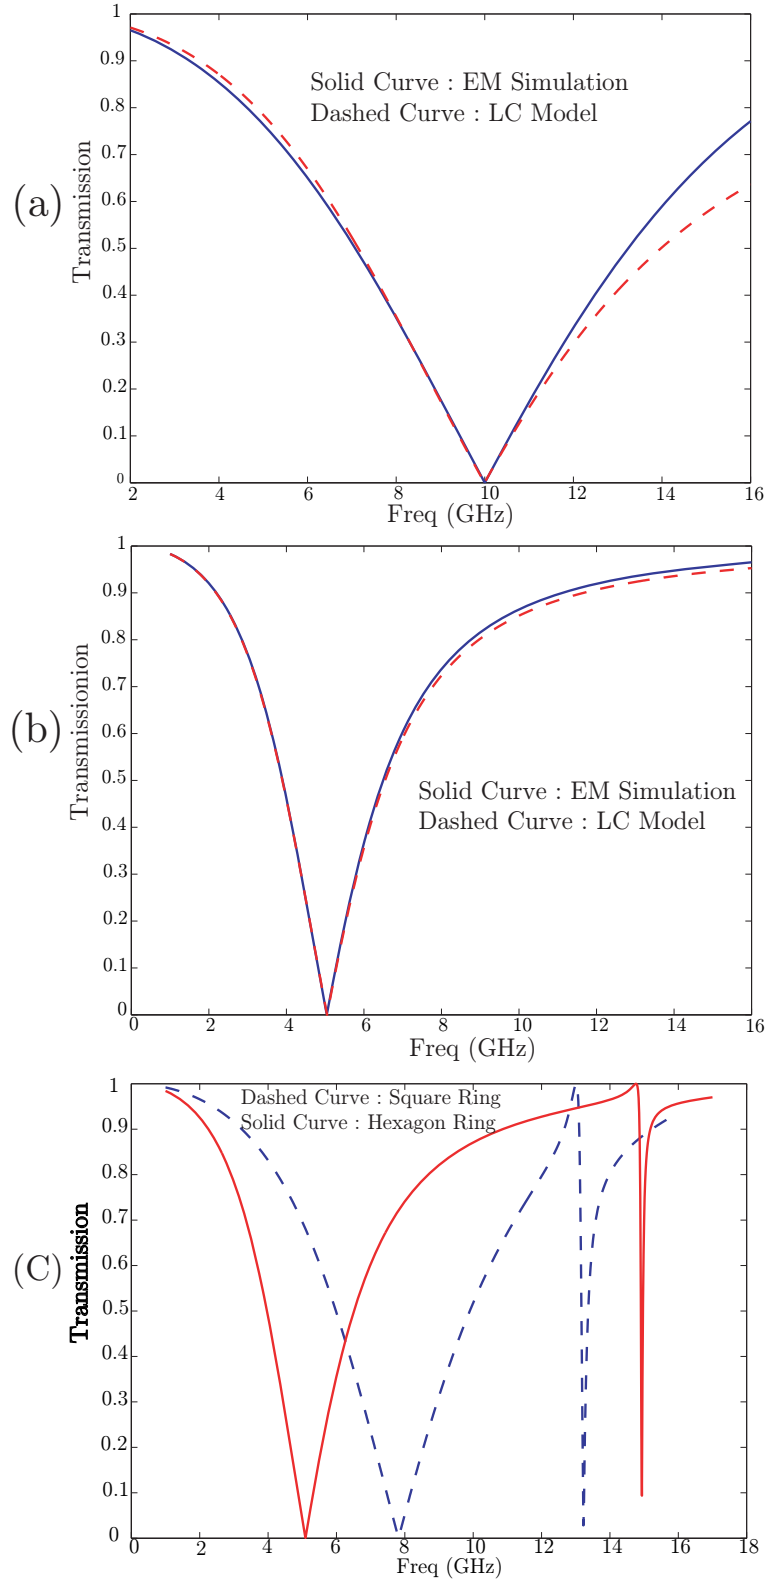 1
0.9
0.8
0.7
0.6
0.5
0.4
0.3
0.2
0.1
0
Transmission
(a)
Solid Curve : EM Simulation
Dashed Curve : LC Model
2 4 6 8 10 12 14 16
Freq (GHz)
1
0.9
0.8
0.7
0.6
0.5
0.4
0.3
0.2
0.1
0
Transmissionion
(b)
Solid Curve : EM Simulation
Dashed Curve : LC Model
0 2 4 6 8 10 12 14 16
Freq (GHz)
1
0.9
0.8
0.7
0.6
0.5
0.4
0.3
0.2
0.1
0
Transmission
(C)
Dashed Curve : Square Ring
Solid Curve : Hexagon Ring
0 2 4 6 8 10 12 14 16 18
Freq (GHz)